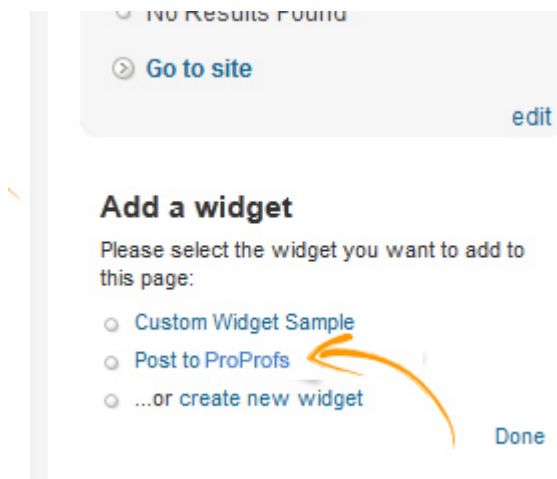 No Results Found
Go to site
edit
Add a widget
Please select the widget you want to add to
this page:
Custom Widget Sample
Post to ProProfs
...or create new widget
Done